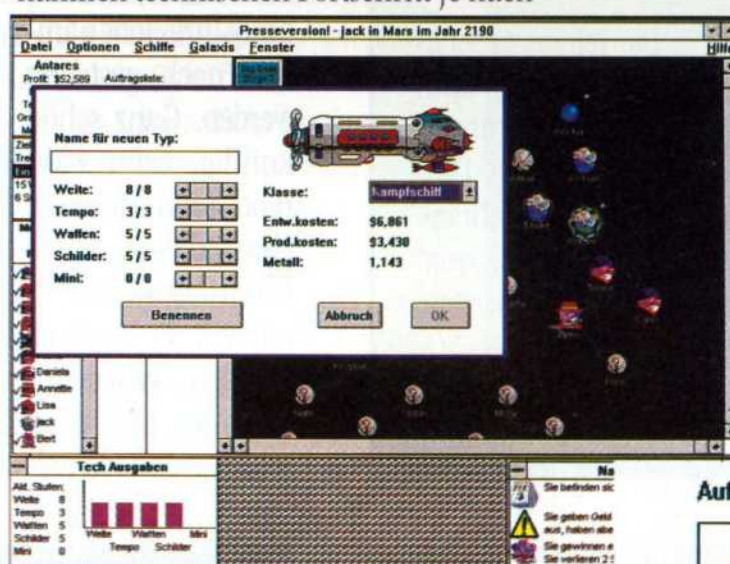 Presseversion! - jack in Mars im Jahr 2190
Datei Optionen Schiffe Galaxis Fenster
Antares
Profit: $52,589 Auftragsliste:
Name für neuen Typ:
Weite: 8/8
Tempo: 3/3
Waffen: 5/5
Schilder: 5/5
Mini: 0/0
Klasse: Kampfschiff
Entw.kosten: $6,861
Prod.kosten: $3,430
Metall: 1,143
Benennen Abbruch OK
Daniela
Annette
Lisa
jack
Bert
Tech Ausgaben
Akt. Stufen:
Weite 8
Tempo 3
Waffen 5
Schilder 5
Mini 0
Weite Waffen Mini
Tempo Schilder
Na
Sie befinden sic
Sie geben Geld
aus, haben abe
Sie gewinnen e
Sie verlieren 2
Auf